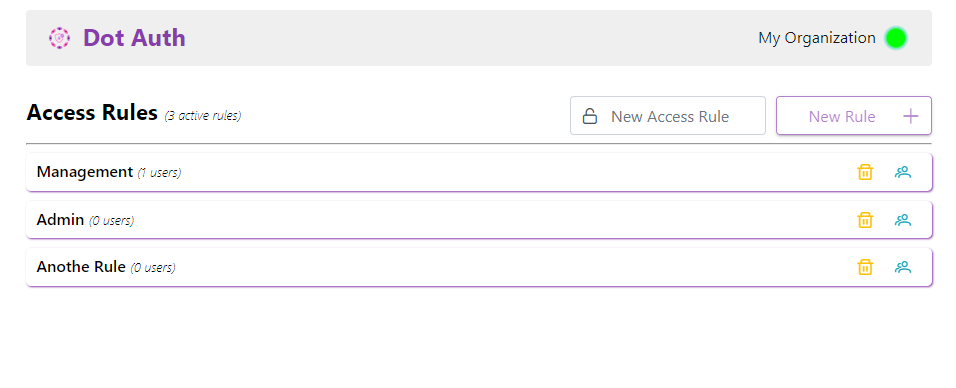 Dot Auth
My Organization
Access Rules (3 active rules)
New Access Rule
New Rule
Management (1 users)
Admin (0 users)
Anothe Rule (0 users)